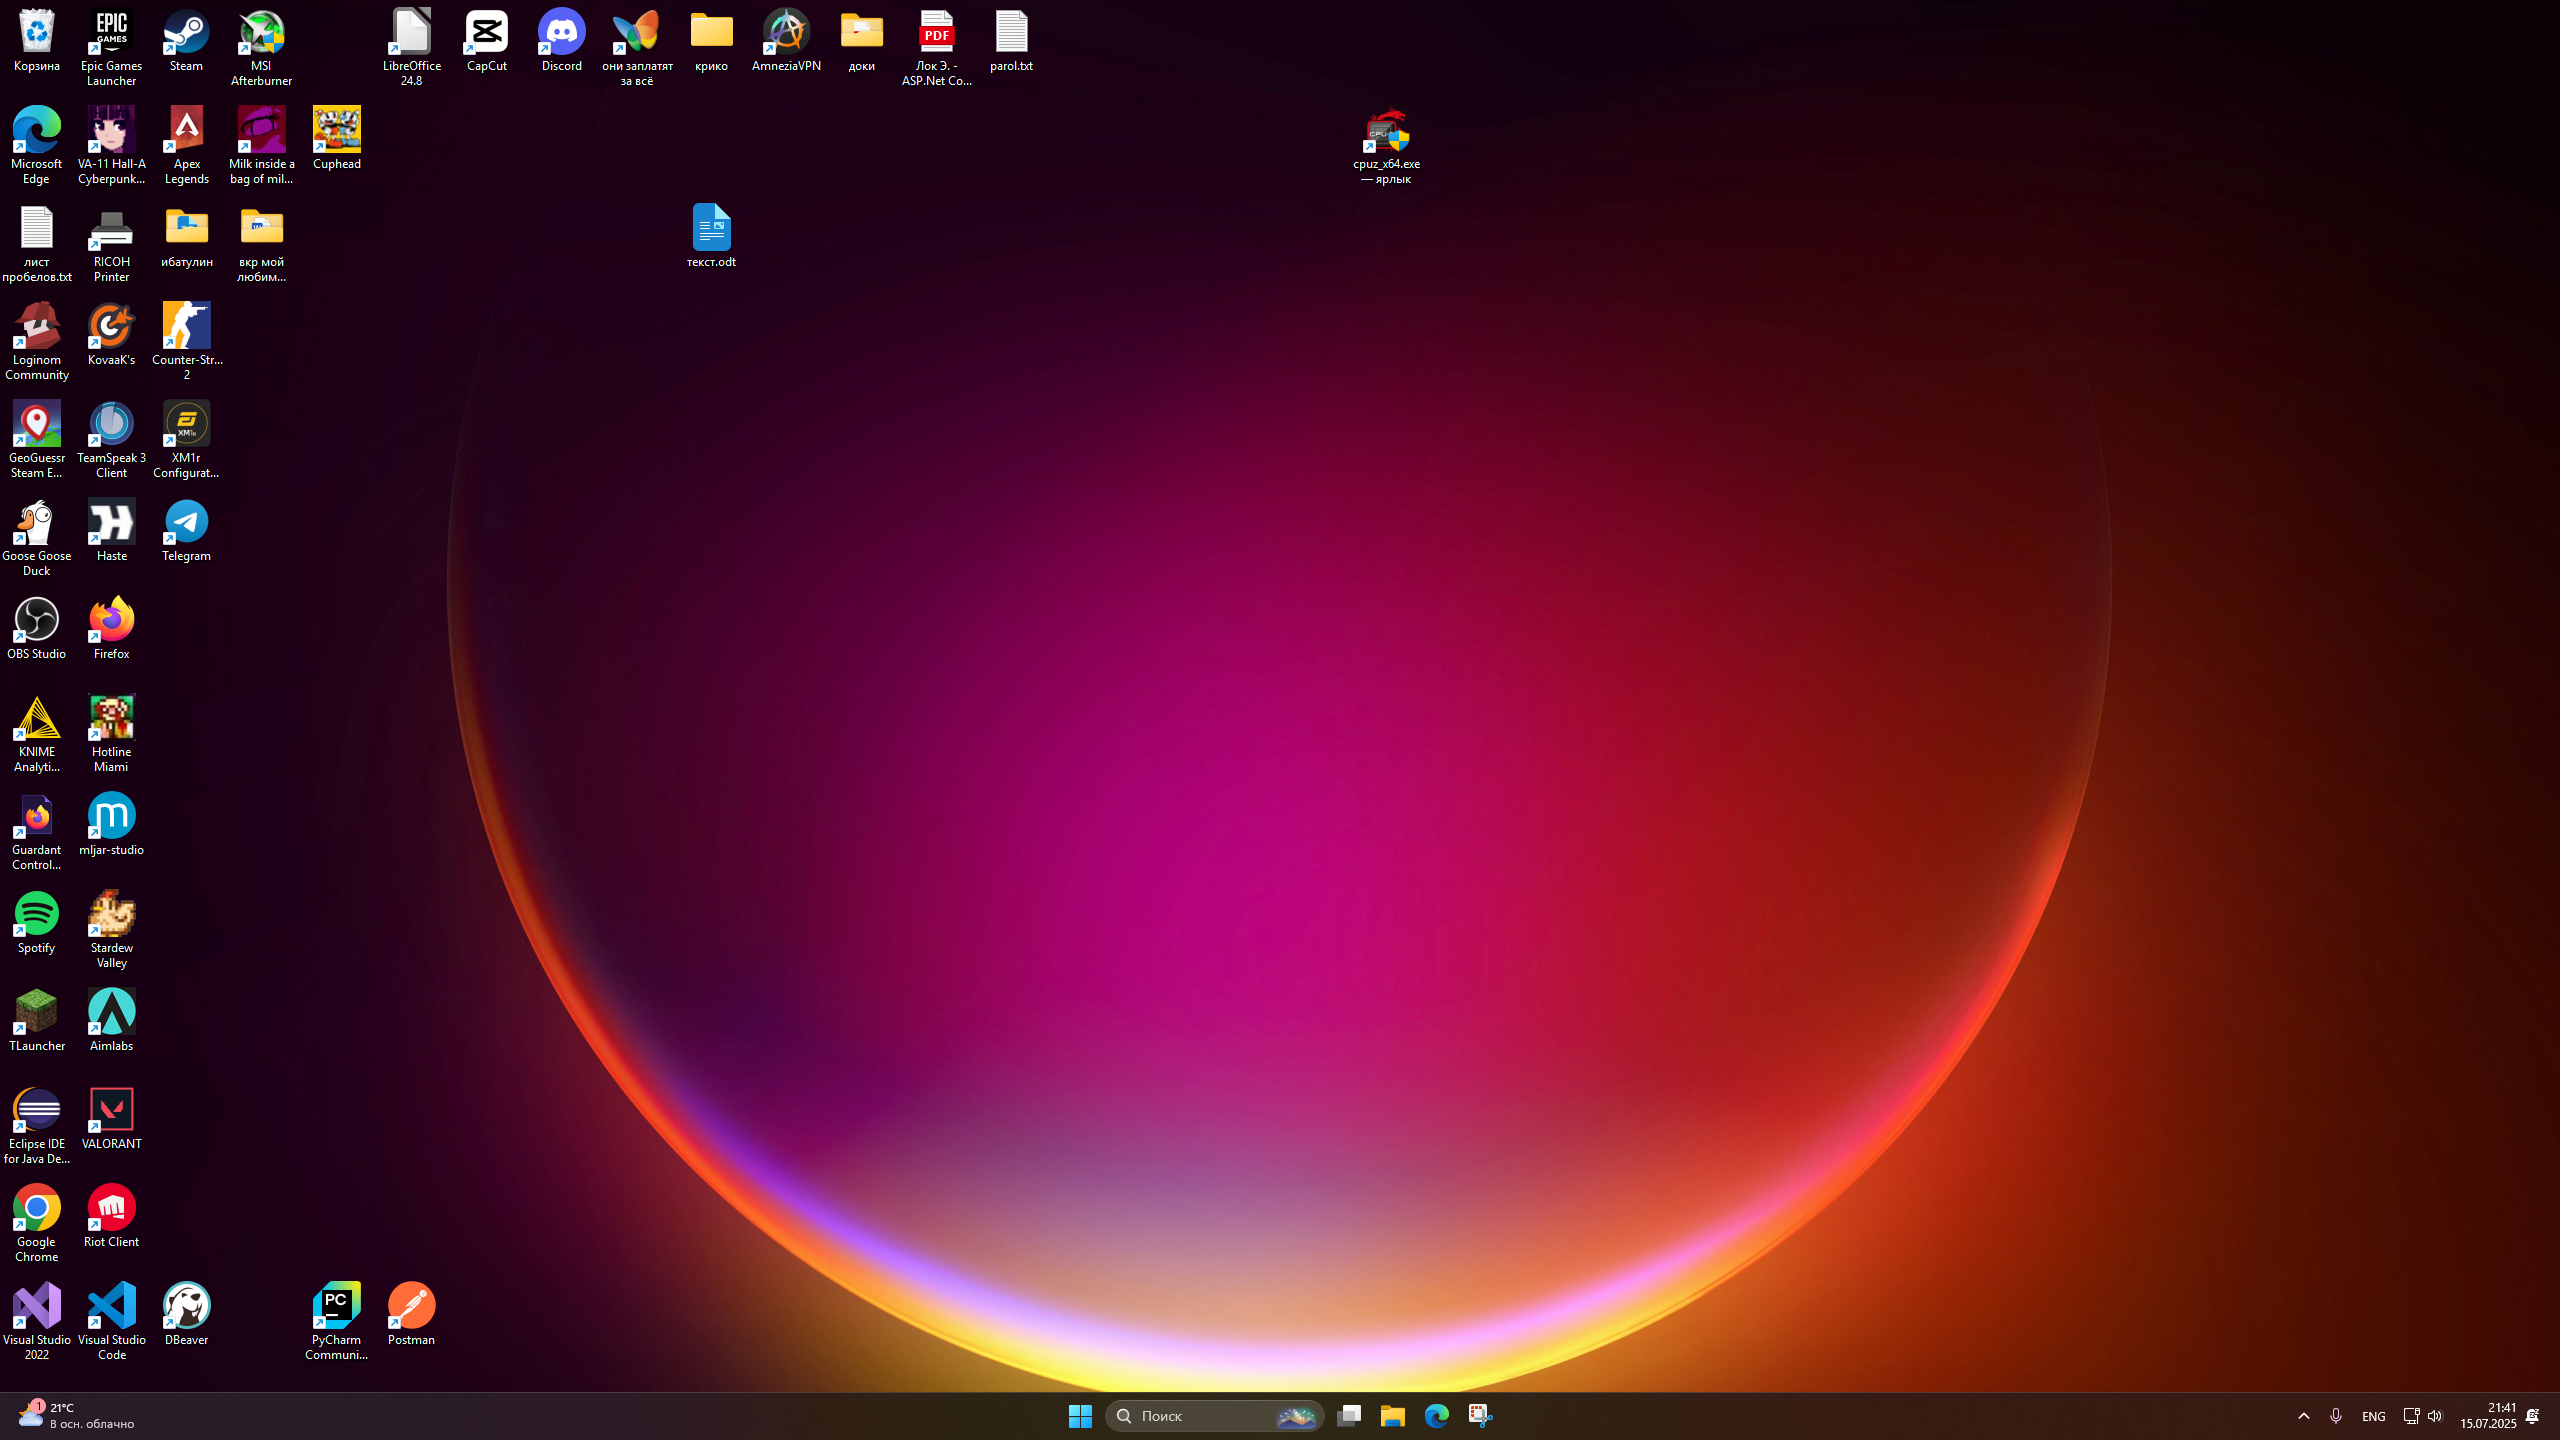 Корзина
Epic Games
Launcher
Steam
MSI
Afterburner
LibreOffice
24.8
CapCut
Discord
они заплатят
за всё
крико
AmneziaVPN
доки
PDF
Лок Э. -
ASP.Net Co...
parol.txt
Microsoft
Edge
VA-11 Hall-A
Cyberpunk...
Apex
Legends
Milk inside a
bag of mil...
Cuphead
cpuz_x64.exe
— ярлык
лист
пробелов.txt
RICOH
Printer
ибатулин
вкр мой
любим...
текст.odt
Loginom
Community
KovaaK's
Counter-Str...
2
GeoGuessr
Steam E...
TeamSpeak 3
Client
XM1r
Configurat...
Goose Goose
Duck
Haste
Telegram
OBS Studio
Firefox
KNIME
Analyti...
Hotline
Miami
Guardant
Control...
mljar-studio
Spotify
Stardew
Valley
TLauncher
Aimlabs
Eclipse IDE
for Java De...
VALORANT
Google
Chrome
Riot Client
Visual Studio
2022
Visual Studio
Code
DBeaver
PC
PyCharm
Communi...
Postman
1
21°C
В осн. облачно
Поиск
ENG
21:41
15.07.2025